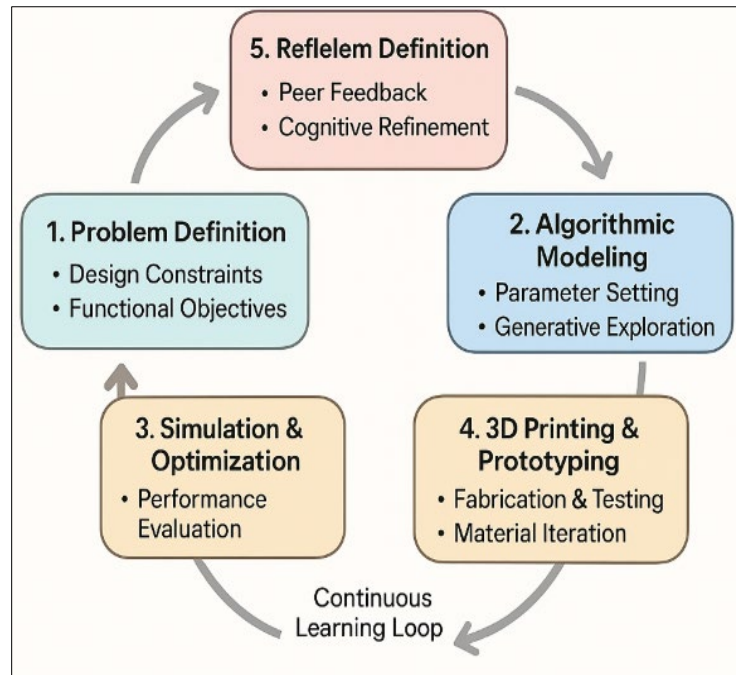 5. Reflelem Definition
• Peer Feedback
• Cognitive Refinement
1. Problem Definition
• Design Constraints
• Functional Objectives
2. Algorithmic
Modeling
• Parameter Setting
• Generative Exploration
3. Simulation &
Optimization
• Performance
Evaluation
4. 3D Printing &
Prototyping
• Fabrication & Testing
• Material Iteration
Continuous
Learning Loop